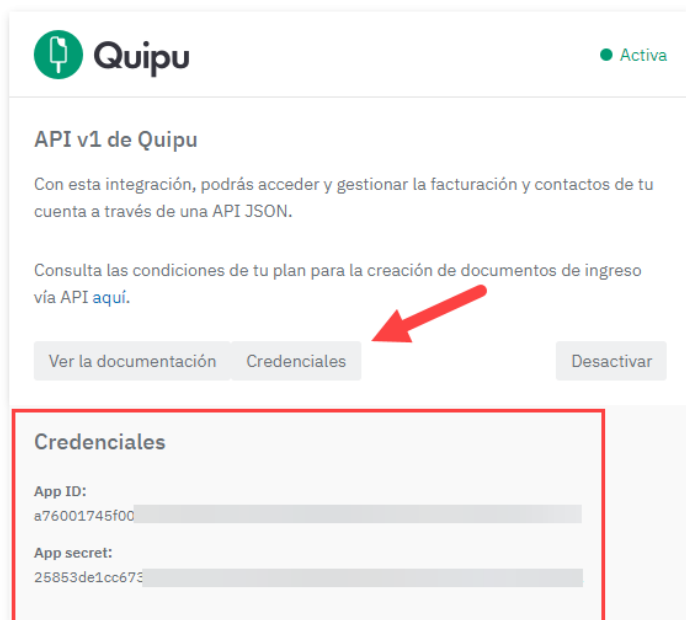 Quipu
Activa
API v1 de Quipu
Con esta integración, podrás acceder y gestionar la facturación y contactos de tu
cuenta a través de una API JSON.
Consulta las condiciones de tu plan para la creación de documentos de ingreso
vía API aquí.
Ver la documentación Credenciales Desactivar
Credenciales
App ID:
a76001745f00
App secret:
25853de1cc673